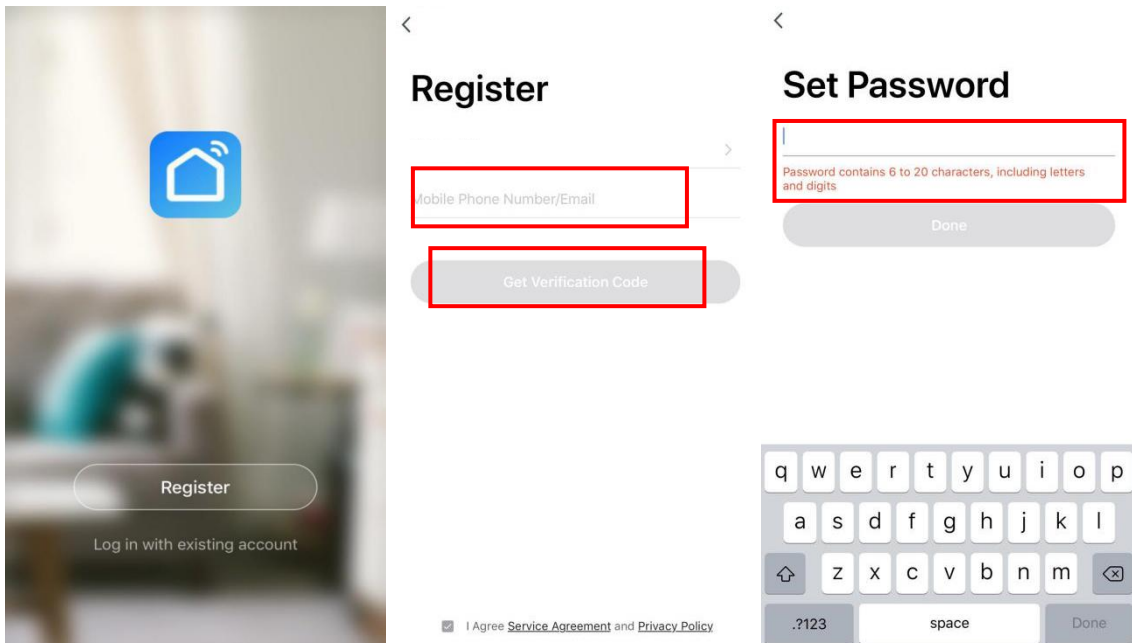 Register
Log in with existing account
Register
Mobile Phone Number/Email
Get Verification Code
I Agree Service Agreement and Privacy Policy
Set Password
Password contains 6 to 20 characters, including letters
and digits
Done
q w e r t y u i o p
a s d f g h j k l
z x c v b n m
.?123 space Done